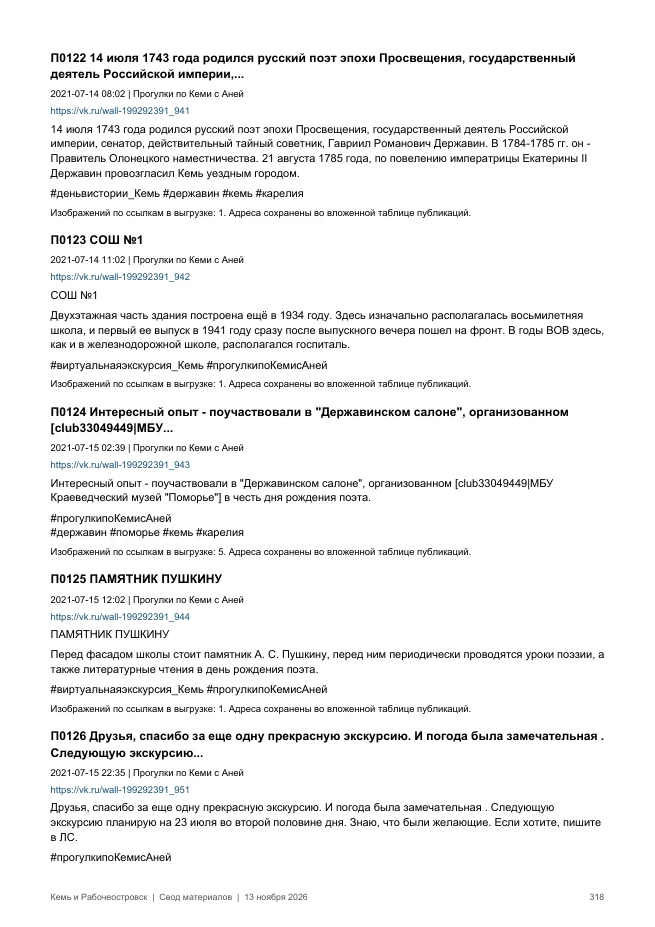 П0122 14 июля 1743 года родился русский поэт эпохи Просвещения, государственный
деятель Российской империи,...
2021-07-14 08:02 | Прогулки по Кеми с Аней
https://vk.ru/wall-199292391_941
14 июля 1743 года родился русский поэт эпохи Просвещения, государственный деятель Российской
империи, сенатор, действительный тайный советник, Гавриил Романович Державин. В 1784-1785 гг. он -
Правитель Олонецкого наместничества. 21 августа 1785 года, по повелению императрицы Екатерины II
Державин провозгласил Кемь уездным городом.
#деньвистории_Кемь #державин #кемь #карелия
Изображений по ссылкам в выгрузке: 1. Адреса сохранены во вложенной таблице публикаций.
П0123 СОШ №1
2021-07-14 11:02 | Прогулки по Кеми с Аней
https://vk.ru/wall-199292391_942
СОШ №1
Двухэтажная часть здания построена ещё в 1934 году. Здесь изначально располагалась восьмилетняя
школа, и первый ее выпуск в 1941 году сразу после выпускного вечера пошел на фронт. В годы ВОВ здесь,
как и в железнодорожной школе, располагался госпиталь.
#виртуальнаяэкскурсия_Кемь #прогулкипоКемисАней
Изображений по ссылкам в выгрузке: 1. Адреса сохранены во вложенной таблице публикаций.
П0124 Интересный опыт - поучаствовали в "Державинском салоне", организованном
[club33049449|МБУ...
2021-07-15 02:39 | Прогулки по Кеми с Аней
https://vk.ru/wall-199292391_943
Интересный опыт - поучаствовали в "Державинском салоне", организованном [club33049449|МБУ
Краеведческий музей "Поморье"] в честь дня рождения поэта.
#прогулкипоКемисАней
#державин #поморье #кемь #карелия
Изображений по ссылкам в выгрузке: 5. Адреса сохранены во вложенной таблице публикаций.
П0125 ПАМЯТНИК ПУШКИНУ
2021-07-15 12:02 | Прогулки по Кеми с Аней
https://vk.ru/wall-199292391_944
ПАМЯТНИК ПУШКИНУ
Перед фасадом школы стоит памятник А. С. Пушкину, перед ним периодически проводятся уроки поэзии, а
также литературные чтения в день рождения поэта.
#виртуальнаяэкскурсия_Кемь #прогулкипоКемисАней
Изображений по ссылкам в выгрузке: 1. Адреса сохранены во вложенной таблице публикаций.
П0126 Друзья, спасибо за еще одну прекрасную экскурсию. И погода была замечательная .
Следующую экскурсию...
2021-07-15 22:35 | Прогулки по Кеми с Аней
https://vk.ru/wall-199292391_951
Друзья, спасибо за еще одну прекрасную экскурсию. И погода была замечательная . Следующую
экскурсию планирую на 23 июля во второй половине дня. Знаю, что были желающие. Если хотите, пишите
в ЛС.
#прогулкипоКемисАней
Кемь и Рабочеостровск | Свод материалов | 13 ноября 2026
318